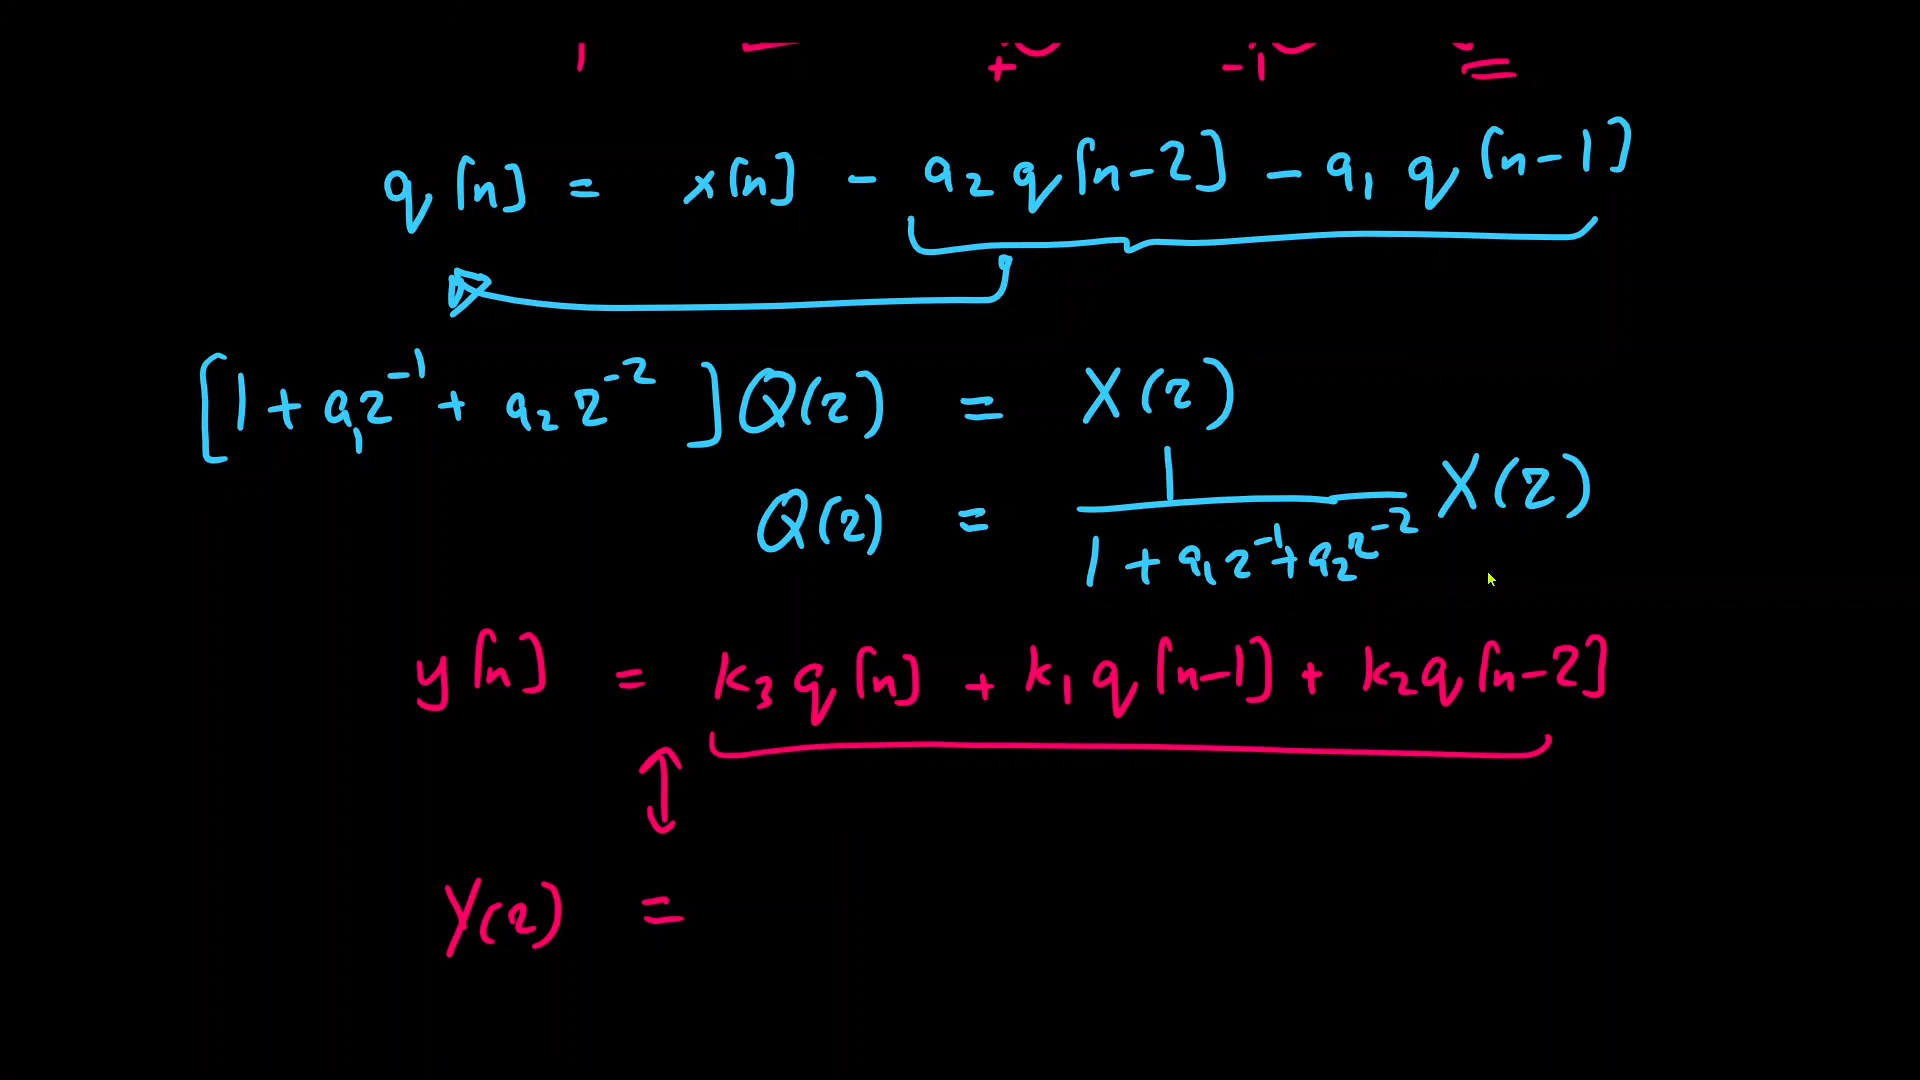 q[n] = x[n] - a₂ q[n-2] - a₁ q[n-1]
[1 + a₁z⁻¹ + a₂ z⁻² ] Q(z) = X(z)
Q(z) = 1 / (1 + a₁z⁻¹ + a₂z⁻²) X(z)
y[n] = k₃ q[n] + k₁ q[n-1] + k₂ q[n-2]
Y(z) =